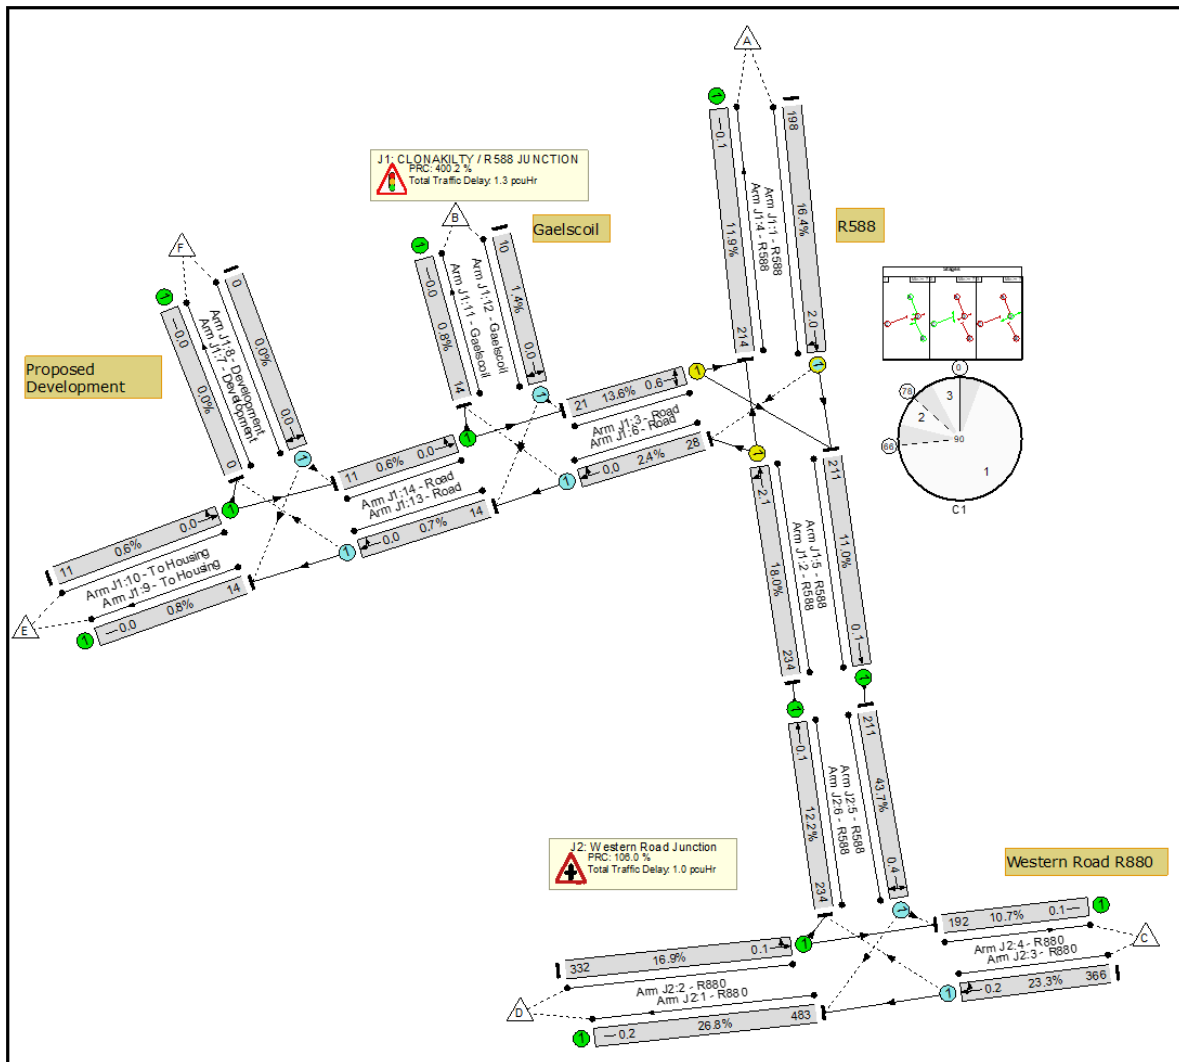 A
198
0.1
J1: CLONAKILTY / R588 JUNCTION
PRC: 400.2 %
Total Traffic Delay: 1.3 pcuHr
Arm J1:1 - R588
Arm J1:4 - R588
16.4%
11.9%
2.0
214
R588
B
Gaelscoil
1
10
0.0
Arm J1:12 - Gaelscoil
Arm J1:11 - Gaelscoil
1.4%
0.8%
0.0
14
F
0
0.0
Arm J1:8 - Development
Arm J1:7 - Development
0.0%
0.0%
0.0
0
Proposed
Development
1
21 13.6% 0.6
Arm J1:3 - Road
Arm J1:6 - Road
0.0 2.4% 28
0
78
66
90
3
2
1
C1
11 0.6% 0.0
Arm J1:14 - Road
Arm J1:13 - Road
0.0 0.7% 14
11 0.6% 0.0
Arm J1:10 - To Housing
Arm J1:9 - To Housing
0.0 0.8% 14
E
1
2.1
211
Arm J1:5 - R588
Arm J1:2 - R588
18.0%
11.0%
234
0.1
1
1
0.1
211
Arm J2:5 - R588
Arm J2:6 - R588
12.2%
43.7%
234
0.4
J2: Western Road Junction
PRC: 106.0 %
Total Traffic Delay: 1.0 pcuHr
Western Road R880
192 10.7% 0.1
1
Arm J2:4 - R880
Arm J2:3 - R880
C
0.2 23.3% 366
332 16.9% 0.1
Arm J2:2 - R880
Arm J2:1 - R880
D
1
0.2 26.8% 483